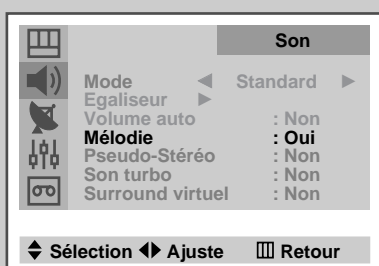 Son
Mode ◀ Standard ▶
Egaliseur ▶
Volume auto : Non
Mélodie : Oui
Pseudo-Stéréo : Non
Son turbo : Non
Surround virtuel : Non
Sélection Ajuste Retour